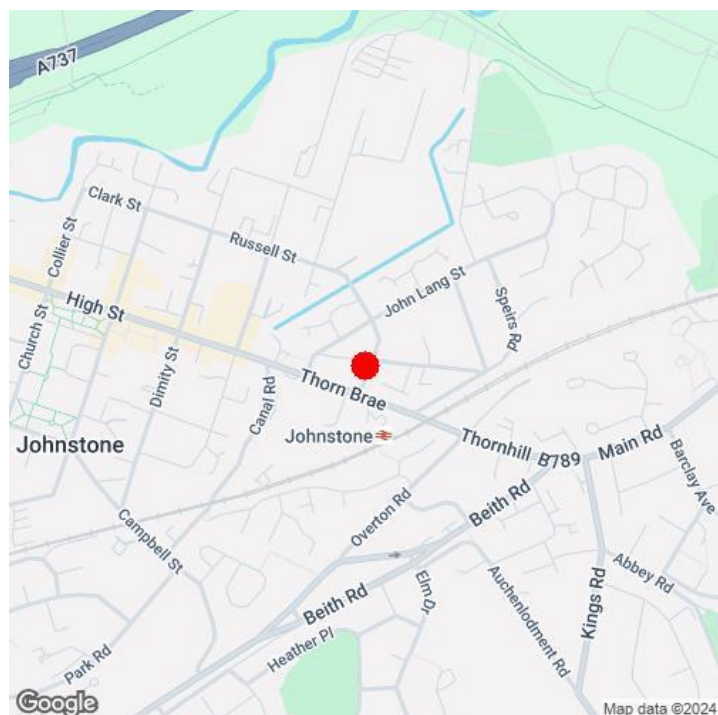 A737
Clark St
Collier St
Russell St
High St
John Lang St
Speirs Rd
Church St
Dimity St
Canal Rd
Thorn Brae
Johnstone
Johnstone
Thornhill B789
Main Rd
Barclay Ave
Beith Rd
Overton Rd
Campbell St
Abbey Rd
Elm Dr
Beith Rd
Auchenlodment Rd
Kings Rd
Heather Pl
Park Rd
Google
Map data ©2024